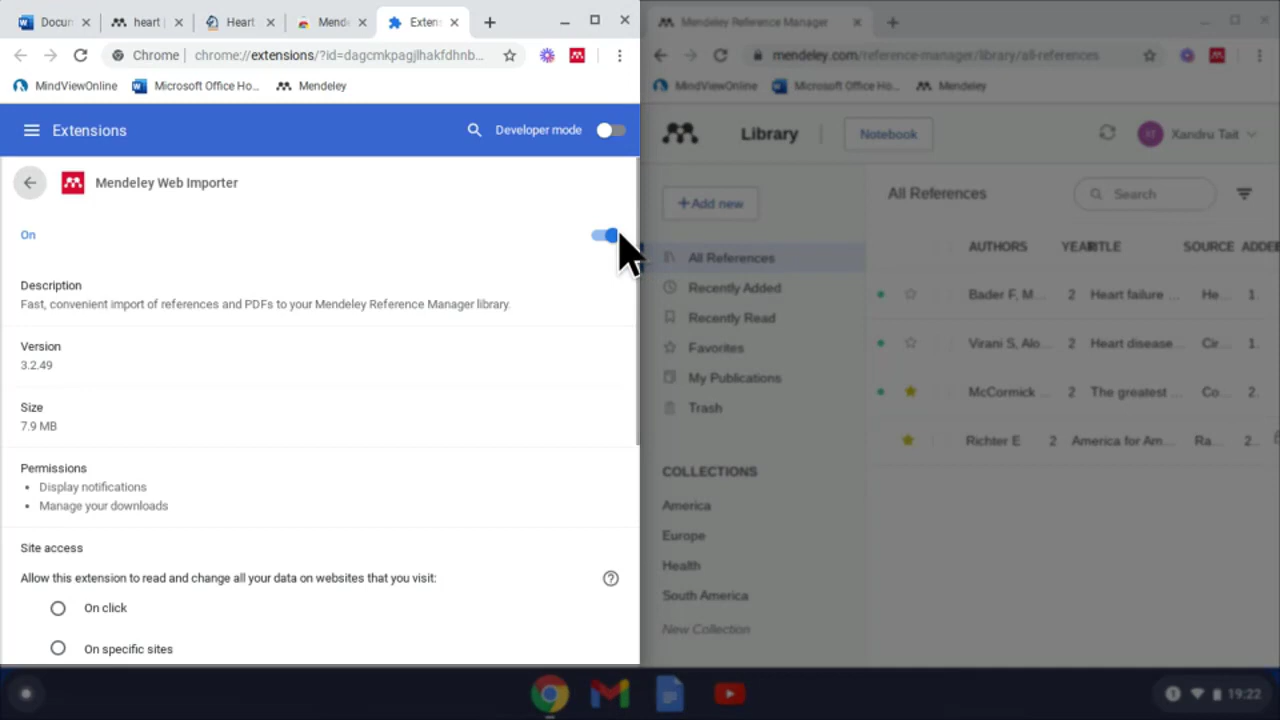 Docun
heart
Heart
Mende
Extens
Chrome
chrome://extensions/?id=dagcmkpagjlhakfdhnb...
MindViewOnline
Microsoft Office Ho...
Mendeley
Extensions
Developer mode
Mendeley Web Importer
On
Description
Fast, convenient import of references and PDFs to your Mendeley Reference Manager library.
Version
3.2.49
Size
7.9 MB
Permissions
• Display notifications
• Manage your downloads
Site access
Allow this extension to read and change all your data on websites that you visit:
On click
On specific sites
Mendeley Reference Manager
mendeley.com/reference-manager/library/all-references
MindViewOnline
Microsoft Office Ho...
Mendeley
Library
Notebook
XT
Xandru Tait
+Add new
All References
Recently Added
Recently Read
Favorites
My Publications
Trash
COLLECTIONS
America
Europe
Health
South America
New Collection
All References
Search
AUTHORS YEAR TITLE SOURCE ADDED
Bader F, M... 2 Heart failure ... He... 1.
Virani S, Alo... 2 Heart disease... Cir... 1.
McCormick ... 2 The greatest ... Co... 2.
Richter E 2 America for Am... Ra... 2..
1
19:22